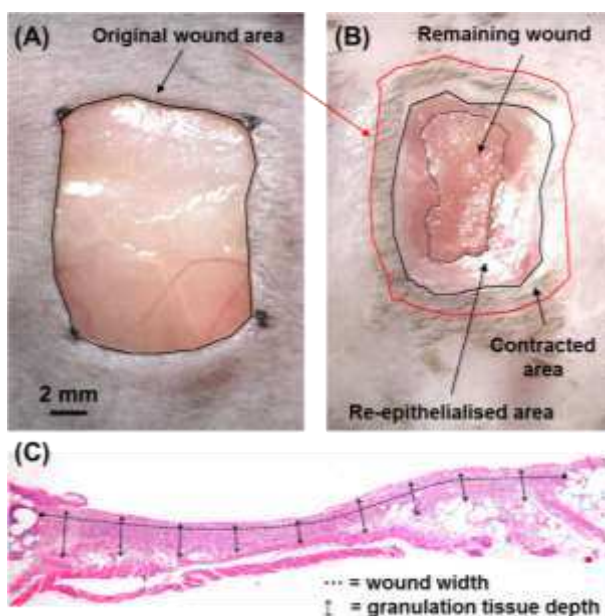 (A)
Original wound area
2 mm
(B)
Remaining wound
Contracted
area
Re-epithelialised area
(C)
··· = wound width
↕ = granulation tissue depth